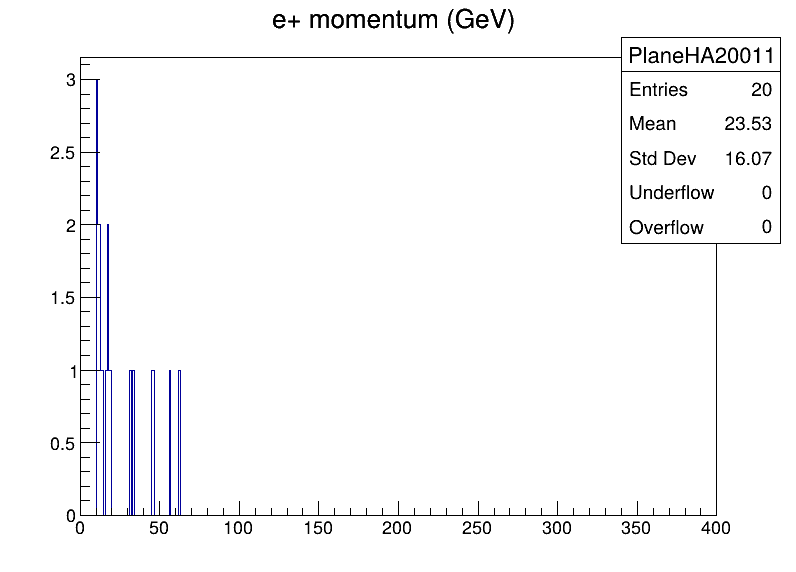 e+ momentum (GeV)
PlaneHA20011
Entries 20
Mean 23.53
Std Dev 16.07
Underflow 0
Overflow 0
3
2.5
2
1.5
1
0.5
0
0 50 100 150 200 250 300 350 400